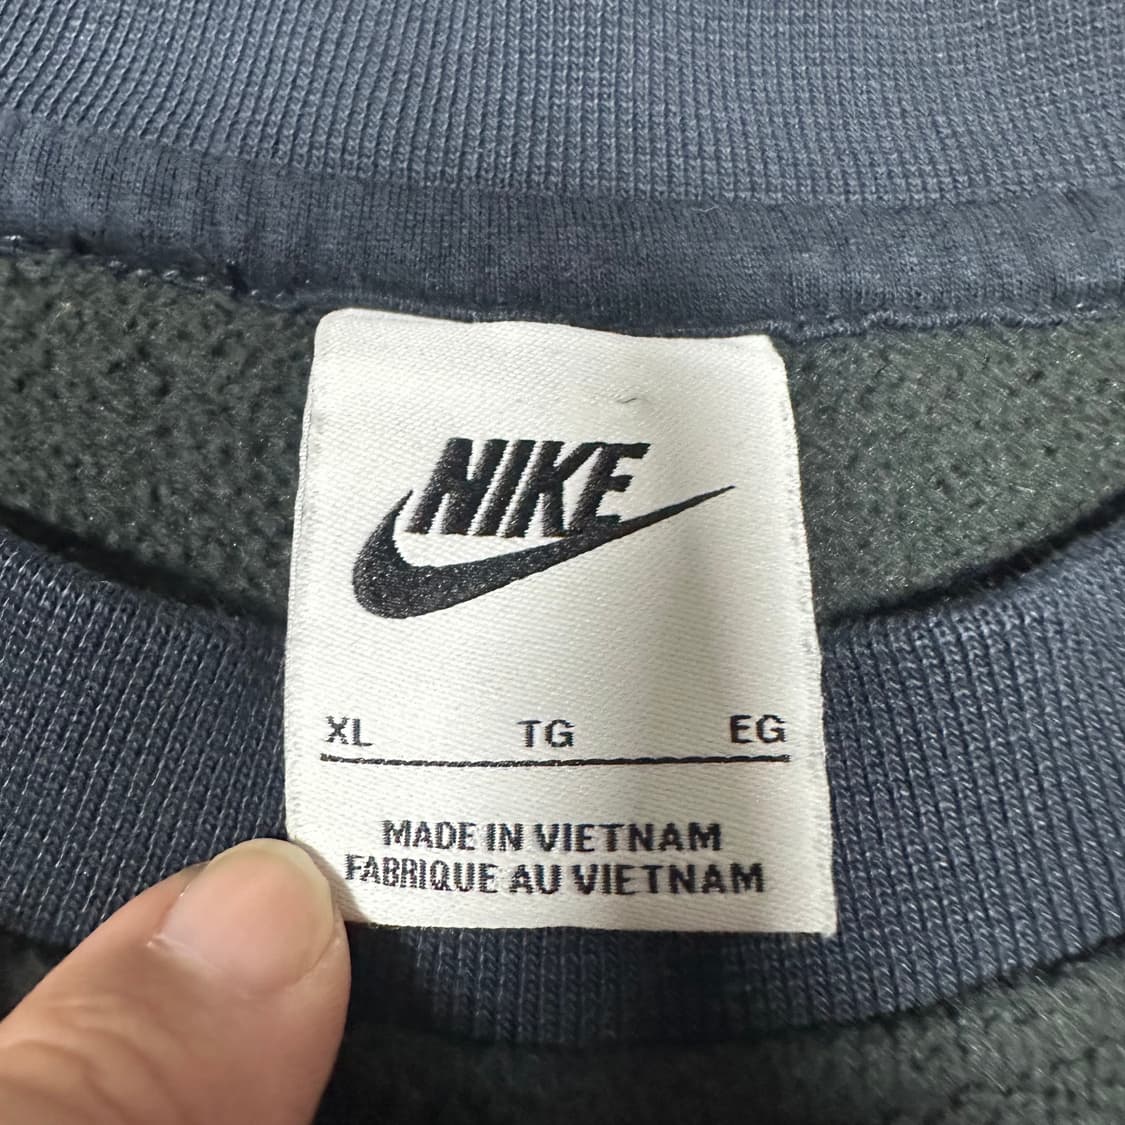 NIKE
XL TG EG
MADE IN VIETNAM
FABRIQUE AU VIETNAM